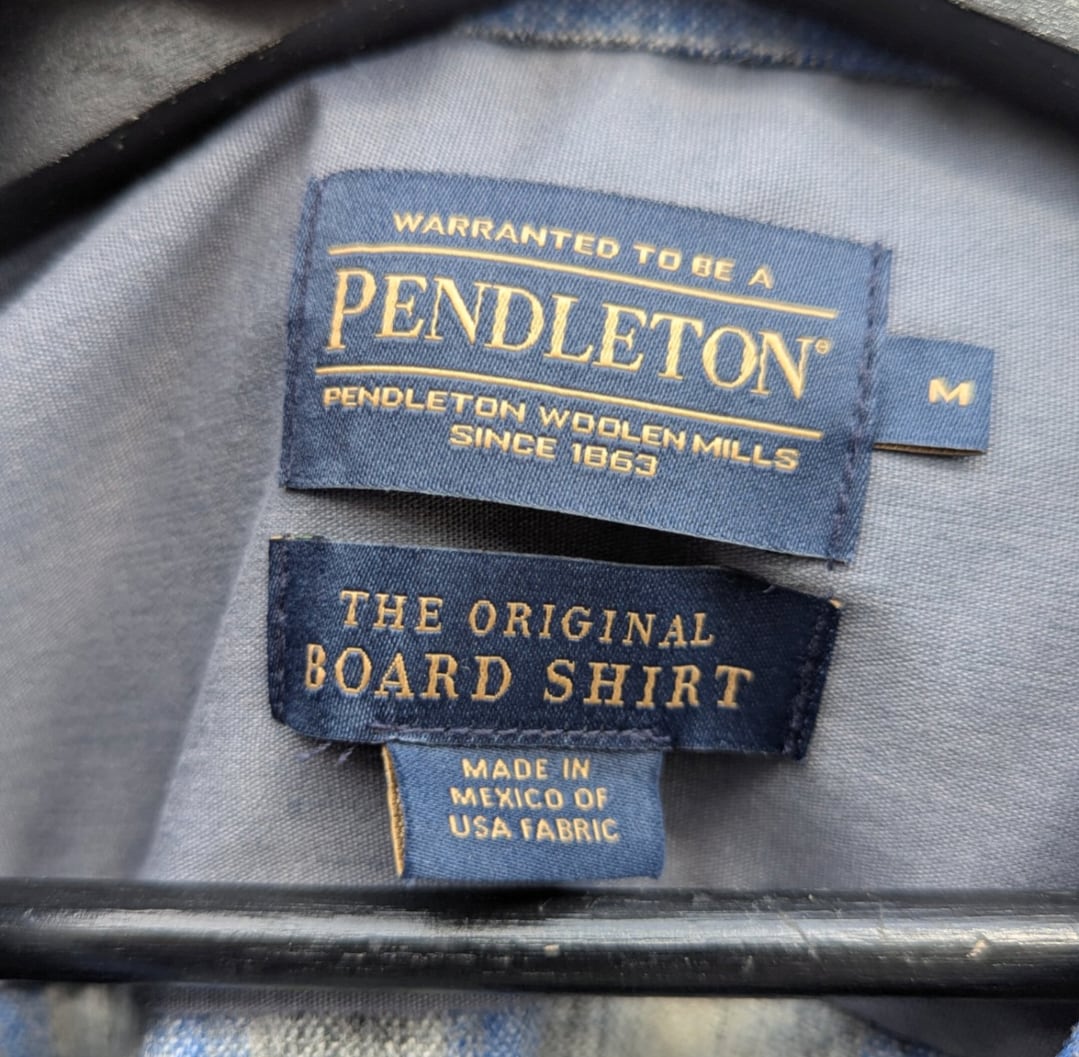 WARRANTED TO BE A
PENDLETON®
PENDLETON WOOLEN MILLS
SINCE 1863
M
THE ORIGINAL
BOARD SHIRT
MADE IN
MEXICO OF
USA FABRIC